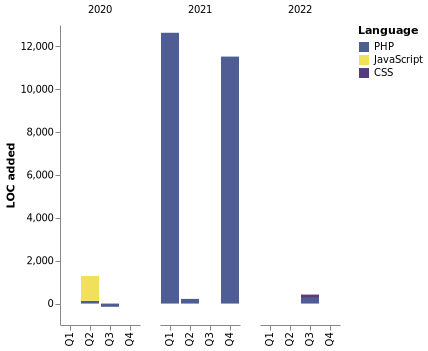 2020 2021 2022
Language
PHP
JavaScript
CSS
LOC added
12,000
10,000
8,000
6,000
4,000
2,000
0
Q1 Q2 Q3 Q4 Q1 Q2 Q3 Q4 Q1 Q2 Q3 Q4